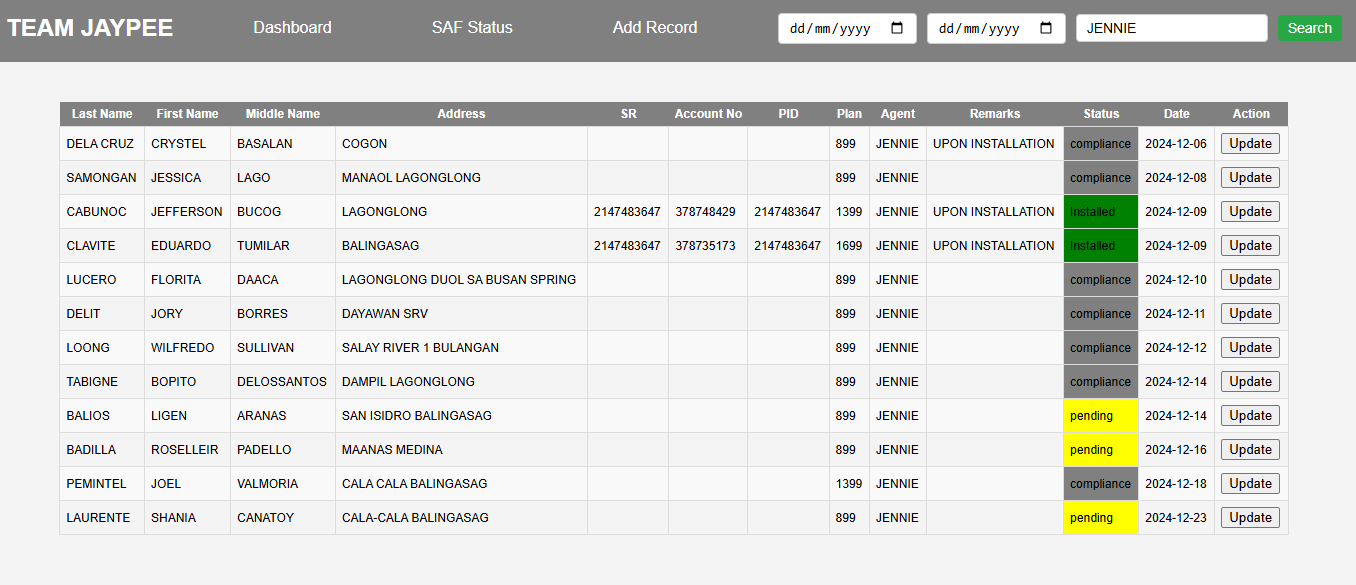 TEAM JAYPEE Dashboard SAF Status Add Record dd/mm/yyyy dd/mm/yyyy JENNIE Search
Last Name First Name Middle Name Address SR Account No PID Plan Agent Remarks Status Date Action
DELA CRUZ CRYSTEL BASALAN COGON 899 JENNIE UPON INSTALLATION compliance 2024-12-06 Update
SAMONGAN JESSICA LAGO MANAOL LAGONGLONG 899 JENNIE compliance 2024-12-08 Update
CABUNOC JEFFERSON BUCOG LAGONGLONG 2147483647 378748429 2147483647 1399 JENNIE UPON INSTALLATION Installed 2024-12-09 Update
CLAVITE EDUARDO TUMILAR BALINGASAG 2147483647 378735173 2147483647 1699 JENNIE UPON INSTALLATION Installed 2024-12-09 Update
LUCERO FLORITA DAACA LAGONGLONG DUOL SA BUSAN SPRING 899 JENNIE compliance 2024-12-10 Update
DELIT JORY BORRES DAYAWAN SRV 899 JENNIE compliance 2024-12-11 Update
LOONG WILFREDO SULLIVAN SALAY RIVER 1 BULANGAN 899 JENNIE compliance 2024-12-12 Update
TABIGNE BOPITO DELOSSANTOS DAMPIL LAGONGLONG 899 JENNIE compliance 2024-12-14 Update
BALIOS LIGEN ARANAS SAN ISIDRO BALINGASAG 899 JENNIE pending 2024-12-14 Update
BADILLA ROSELLEIR PADELLO MAANAS MEDINA 899 JENNIE pending 2024-12-16 Update
PEMINTEL JOEL VALMORIA CALA CALA BALINGASAG 1399 JENNIE compliance 2024-12-18 Update
LAURENTE SHANIA CANATOY CALA-CALA BALINGASAG 899 JENNIE pending 2024-12-23 Update